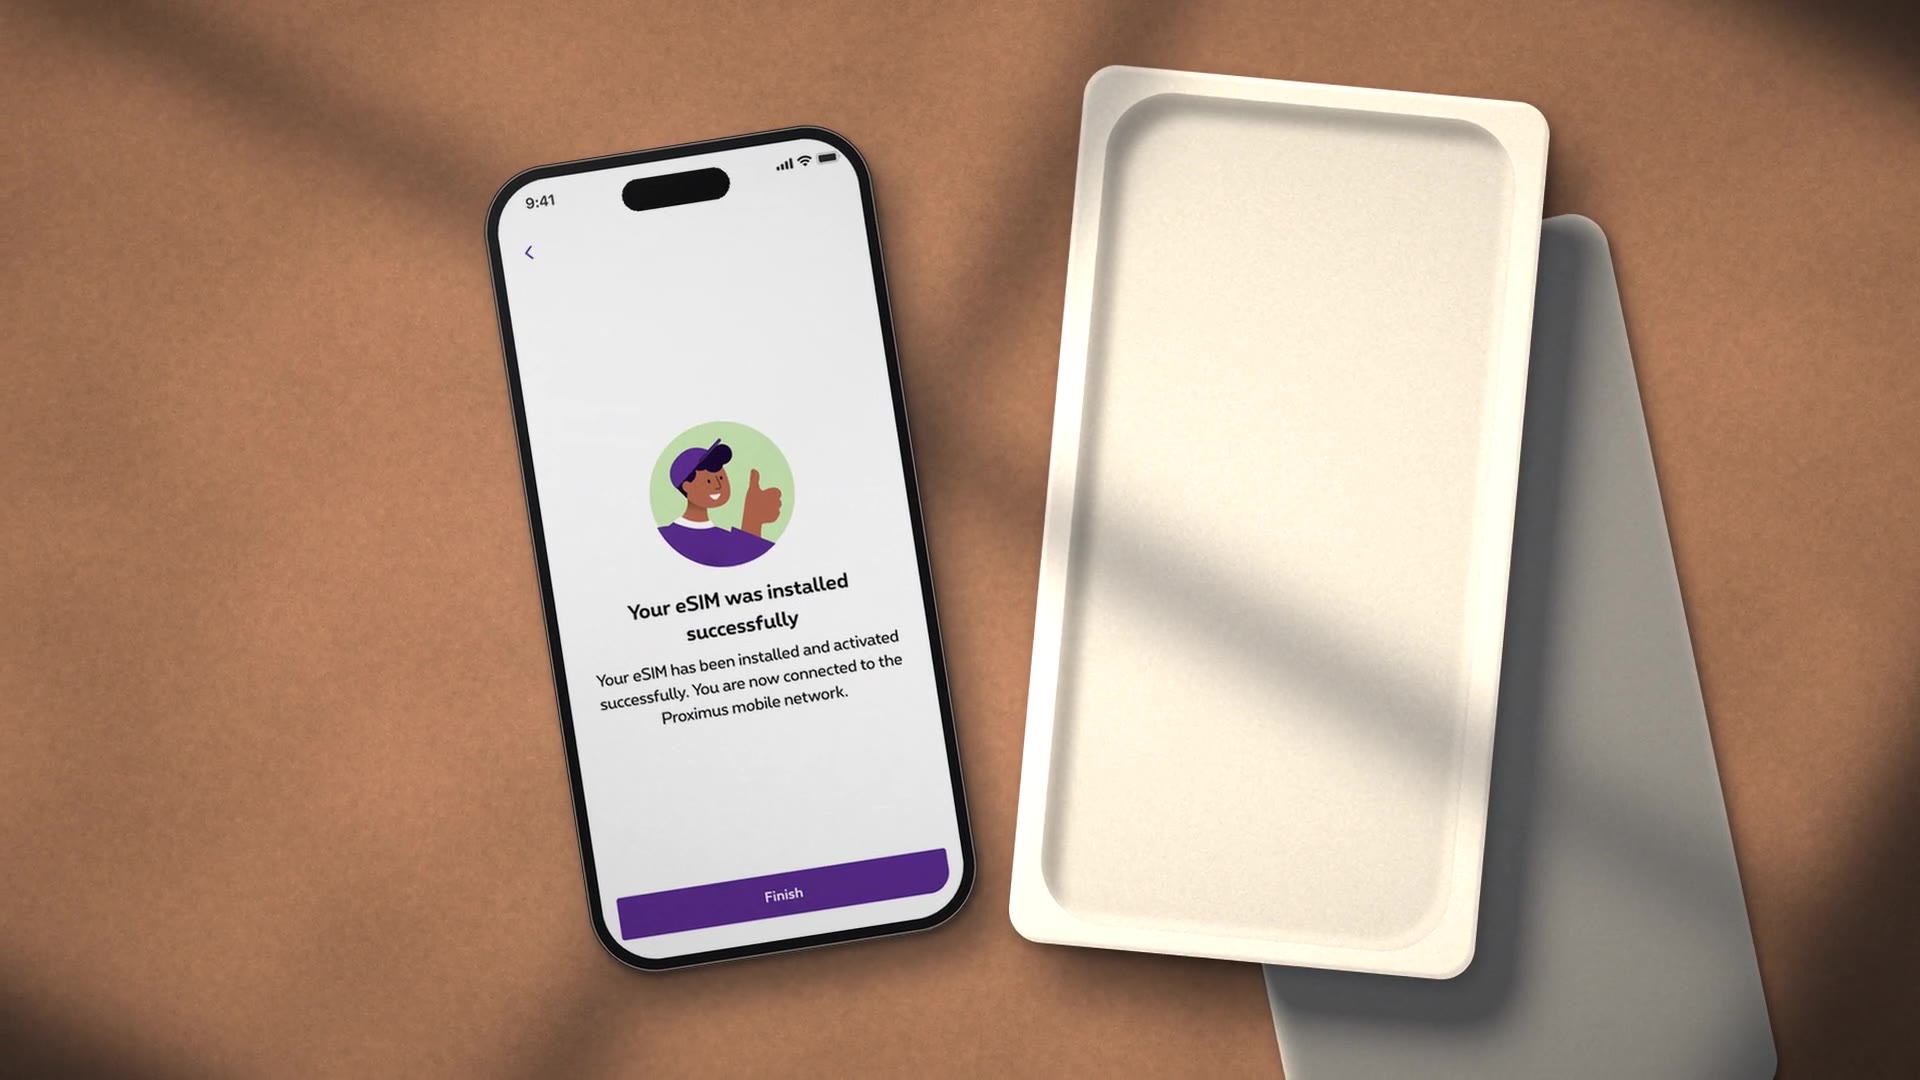 9:41
Your eSIM was installed
successfully
Your eSIM has been installed and activated
successfully. You are now connected to the
Proximus mobile network.
Finish